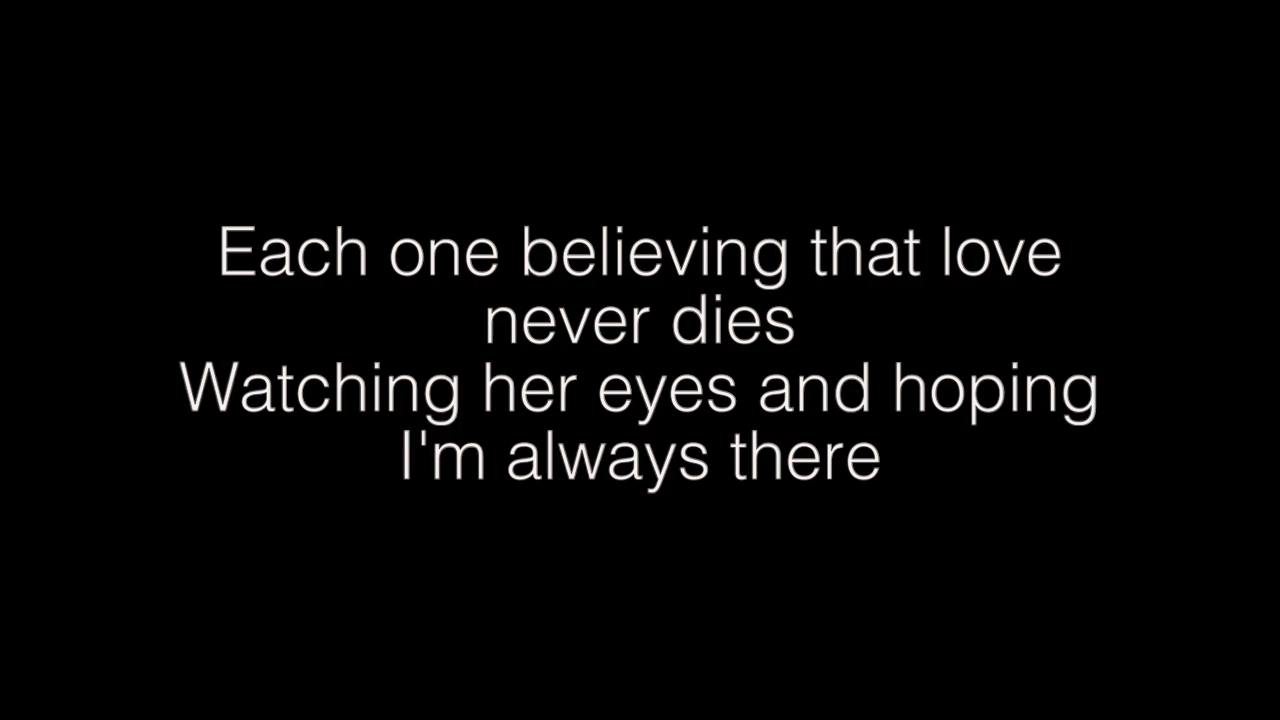 Each one believing that love
never dies
Watching her eyes and hoping
I'm always there